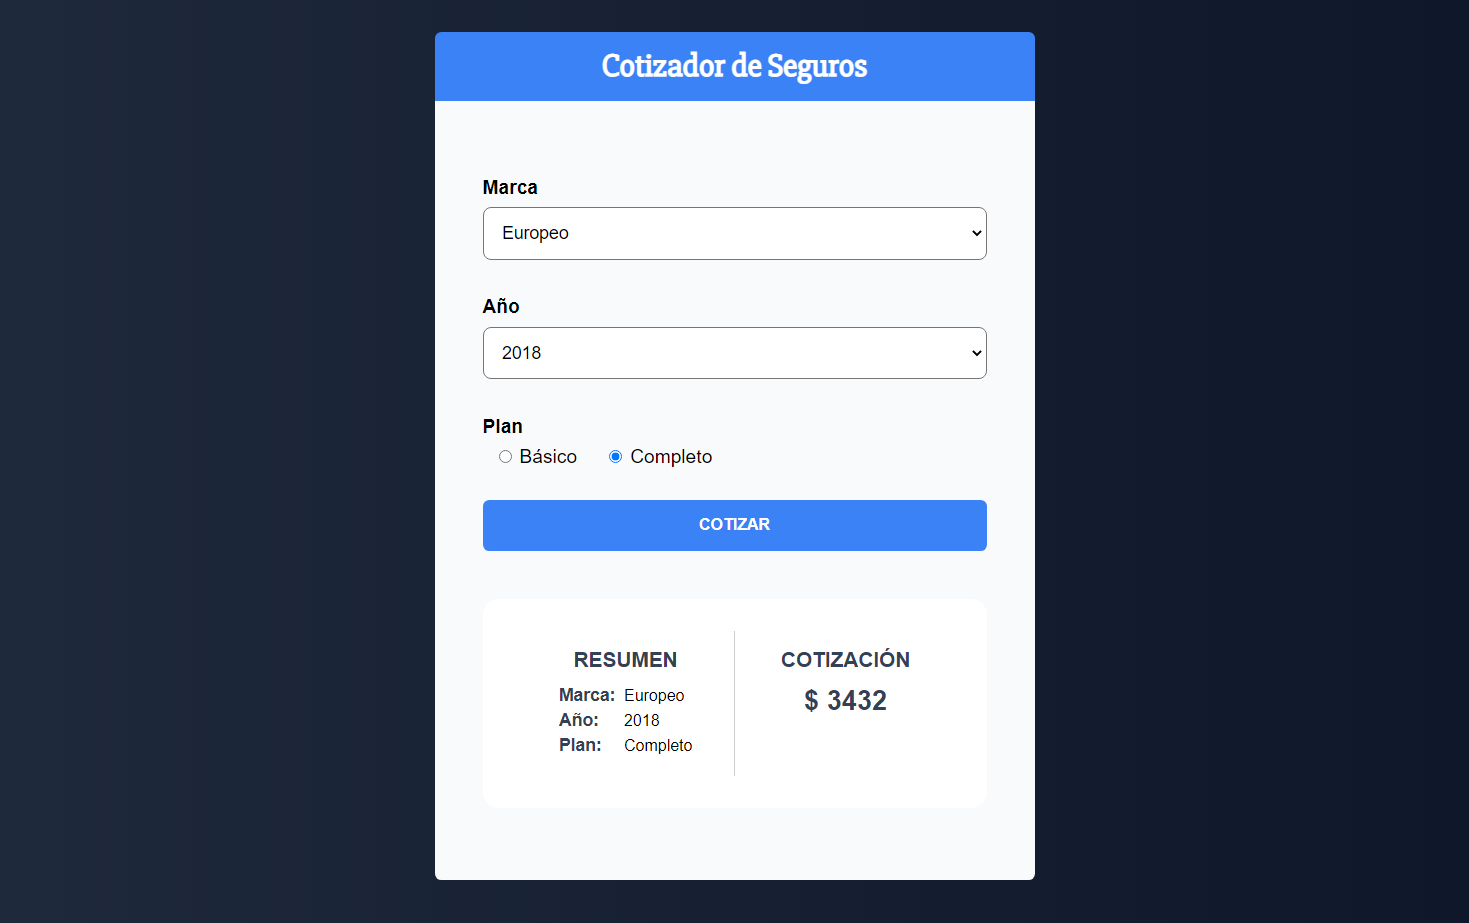 Cotizador de Seguros
Marca
Europeo
Año
2018
Plan
Básico Completo
COTIZAR
RESUMEN
Marca: Europeo
Año: 2018
Plan: Completo
COTIZACIÓN
$ 3432